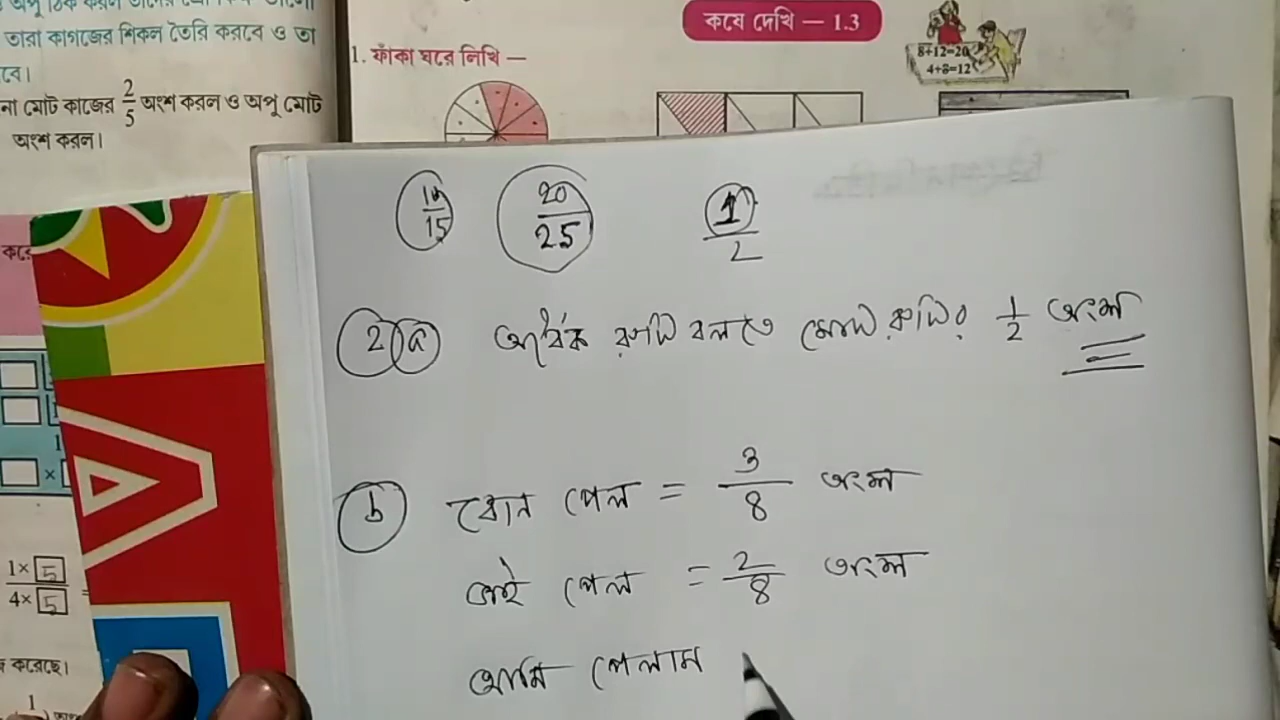 তারা কাগজের শিকল তৈরি করবে ও তা
বে।
না মোট কাজের 2/5 অংশ করল ও অপু মোট
অংশ করল।
কষে দেখি — 1.3
1. ফাঁকা ঘরে লিখি —
8+12=20
4+8=12
20/25 1/2
2 a অর্ধেক রুটি বলতে মোট রুটির 1/2 অংশ
b বোন পেল = 3/8 অংশ
ভাই পেল = 2/8 অংশ
আমি পেলাম
করে
1× 5
4× 5
করেছে।